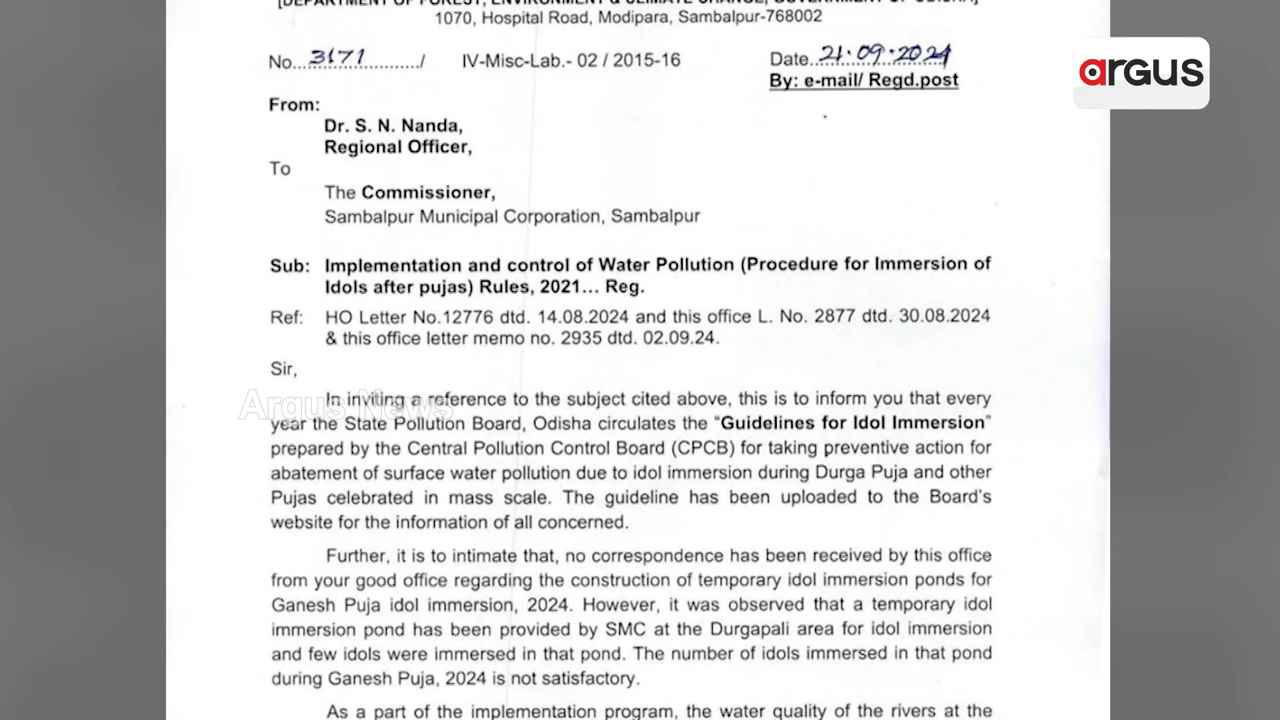 [DEPARTMENT OF FOREST, ENVIRONMENT & CLIMATE CHANGE, GOVERNMENT OF ODISHA]
1070, Hospital Road, Modipara, Sambalpur-768002
No...3171............/ IV-Misc-Lab.- 02 / 2015-16 Date..21.09.2024
By: e-mail/ Regd.post
argus
From:
Dr. S. N. Nanda,
Regional Officer,
To
The Commissioner,
Sambalpur Municipal Corporation, Sambalpur
Sub: Implementation and control of Water Pollution (Procedure for Immersion of
Idols after pujas) Rules, 2021... Reg.
Ref: HO Letter No.12776 dtd. 14.08.2024 and this office L. No. 2877 dtd. 30.08.2024
& this office letter memo no. 2935 dtd. 02.09.24.
Sir,
In inviting a reference to the subject cited above, this is to inform you that every
Argus News
year the State Pollution Board, Odisha circulates the "Guidelines for Idol Immersion"
prepared by the Central Pollution Control Board (CPCB) for taking preventive action for
abatement of surface water pollution due to idol immersion during Durga Puja and other
Pujas celebrated in mass scale. The guideline has been uploaded to the Board's
website for the information of all concerned.
Further, it is to intimate that, no correspondence has been received by this office
from your good office regarding the construction of temporary idol immersion ponds for
Ganesh Puja idol immersion, 2024. However, it was observed that a temporary idol
immersion pond has been provided by SMC at the Durgapali area for idol immersion
and few idols were immersed in that pond. The number of idols immersed in that pond
during Ganesh Puja, 2024 is not satisfactory.
As a part of the implementation program, the water quality of the rivers at the